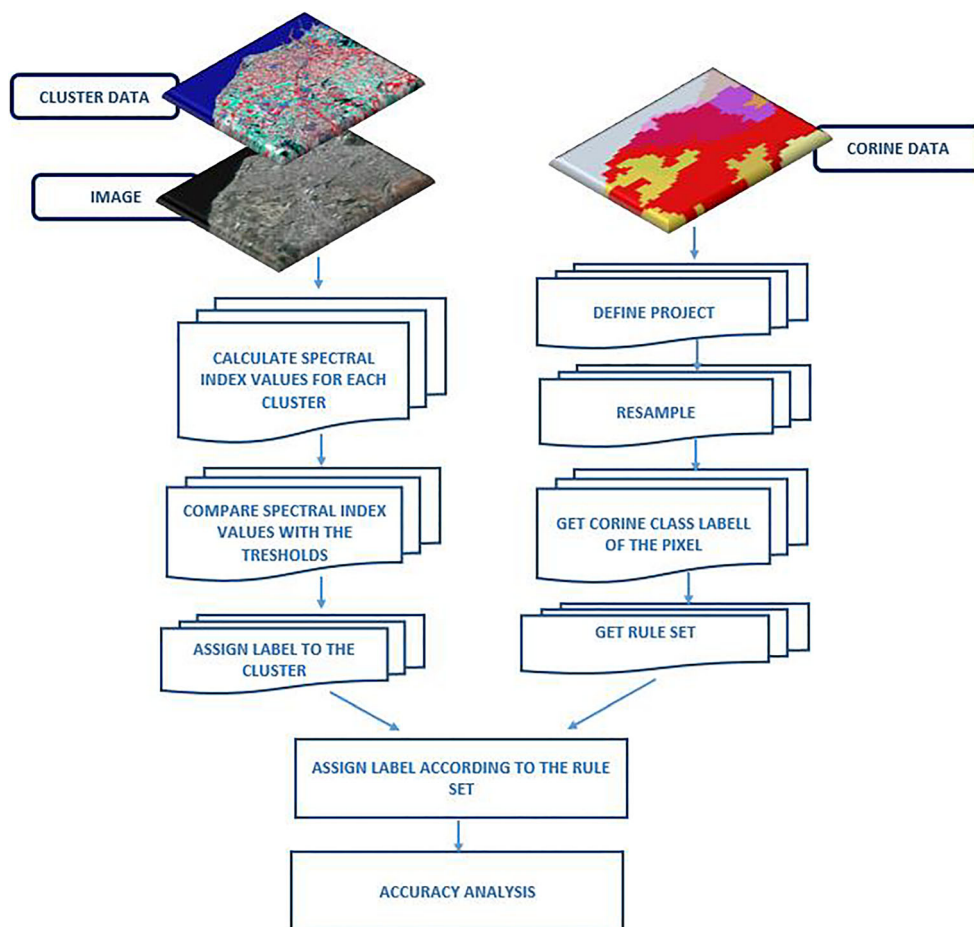 CLUSTER DATA
IMAGE
CALCULATE SPECTRAL
INDEX VALUES FOR EACH
CLUSTER
COMPARE SPECTRAL INDEX
VALUES WITH THE
TRESHOLDS
ASSIGN LABEL TO THE
CLUSTER
CORINE DATA
DEFINE PROJECT
RESAMPLE
GET CORINE CLASS LABELL
OF THE PIXEL
GET RULE SET
ASSIGN LABEL ACCORDING TO THE RULE
SET
ACCURACY ANALYSIS